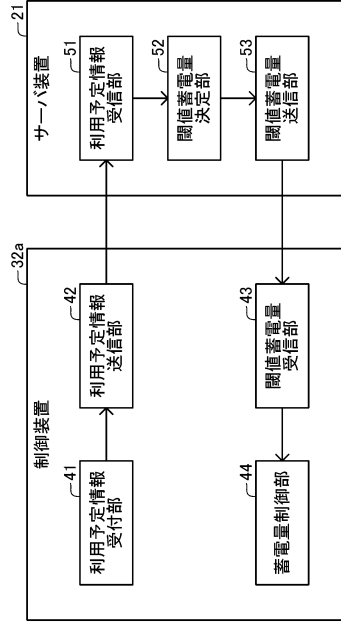 32a
制御装置
41
利用予定情報
受付部
42
利用予定情報
送信部
43
閾値蓄電量
受信部
44
蓄電量制御部
21
サーバ装置
51
利用予定情報
受信部
52
閾値蓄電量
決定部
53
閾値蓄電量
送信部